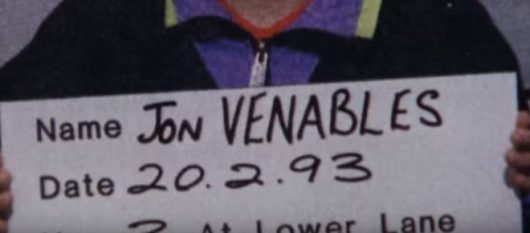 Name Jon VENABLES
Date 20.2.93
At Lower Lane